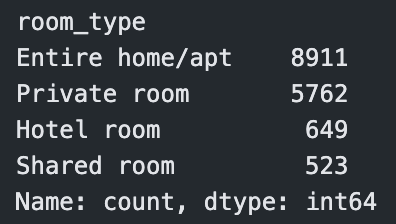 room_type
Entire home/apt    8911
Private room       5762
Hotel room          649
Shared room         523
Name: count, dtype: int64